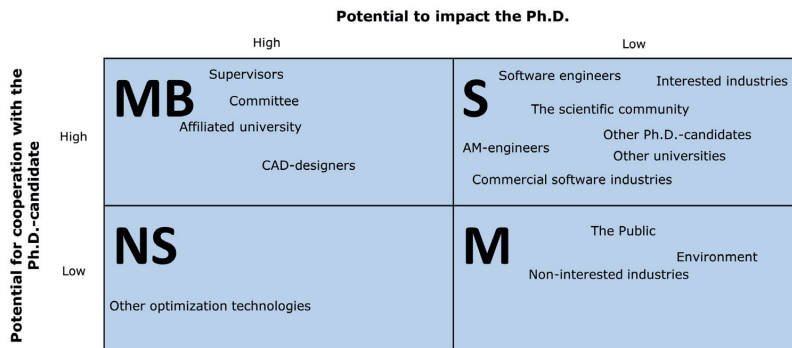 Potential to impact the Ph.D.
High
Low
Potential for cooperation with the
Ph.D.-candidate
High
MB
Supervisors
Committee
Affiliated university
CAD-designers
S
Software engineers
Interested industries
The scientific community
Other Ph.D.-candidates
AM-engineers
Other universities
Commercial software industries
Low
NS
Other optimization technologies
M
The Public
Environment
Non-interested industries